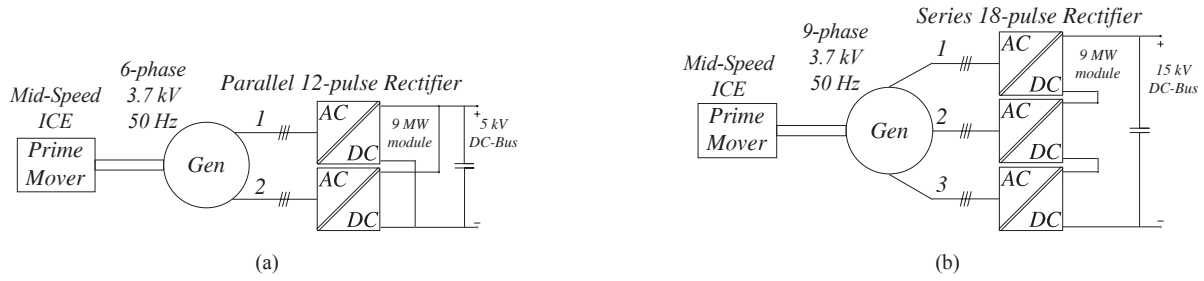 Mid-Speed
ICE
Prime
Mover
6-phase
3.7 kV
50 Hz
Gen
1
2
Parallel 12-pulse Rectifier
AC
DC
AC
DC
9 MW
module
+
5 kV
DC-Bus
−
(a)
Mid-Speed
ICE
Prime
Mover
9-phase
3.7 kV
50 Hz
Gen
1
2
3
Series 18-pulse Rectifier
AC
DC
AC
DC
AC
DC
9 MW
module
+
15 kV
DC-Bus
−
(b)